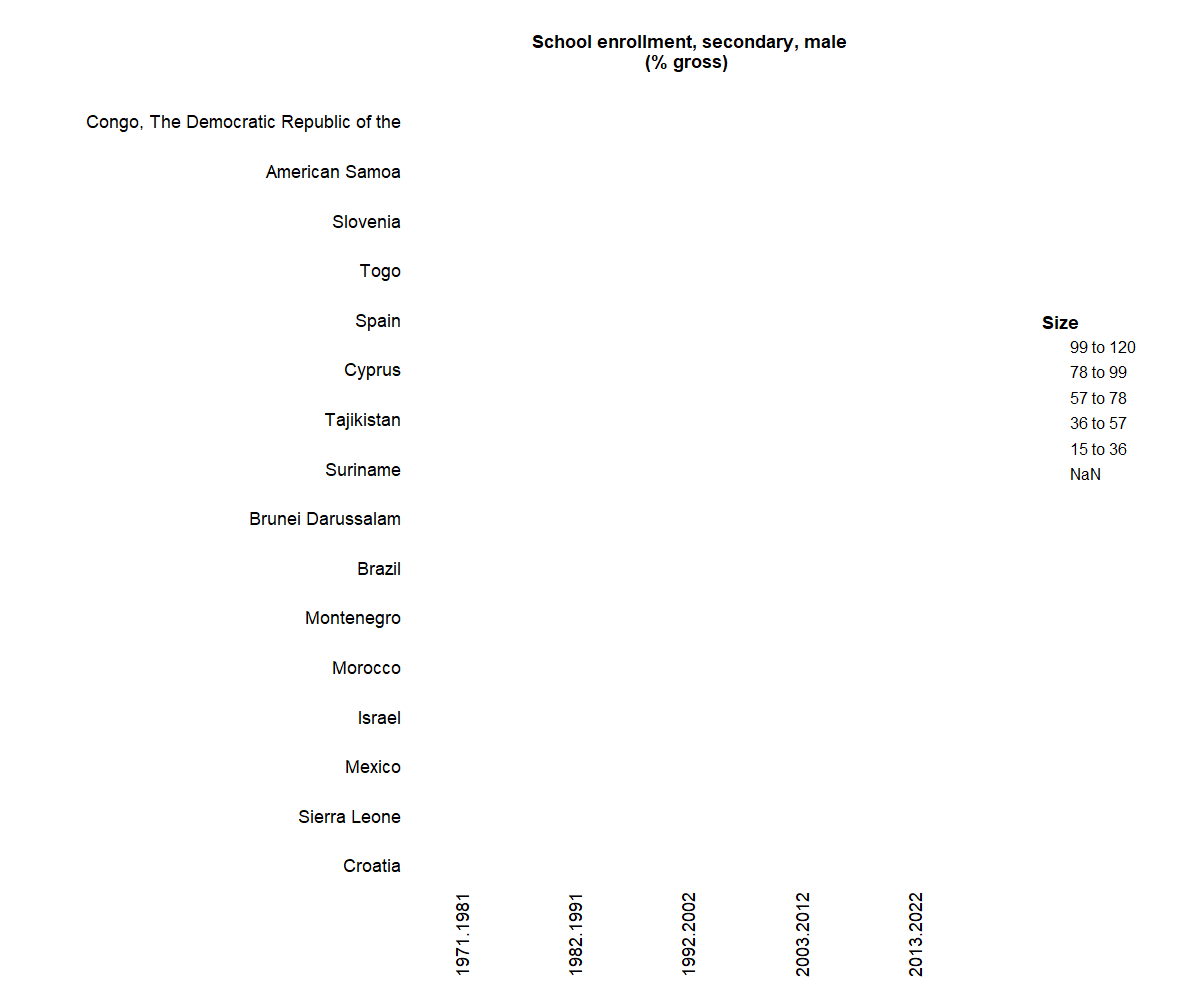 School enrollment, secondary, male
(% gross)
Congo, The Democratic Republic of the
American Samoa
Slovenia
Togo
Spain
Cyprus
Tajikistan
Suriname
Brunei Darussalam
Brazil
Montenegro
Morocco
Israel
Mexico
Sierra Leone
Croatia
1971.1981
1982.1991
1992.2002
2003.2012
2013.2022
Size
99 to 120
78 to 99
57 to 78
36 to 57
15 to 36
NaN